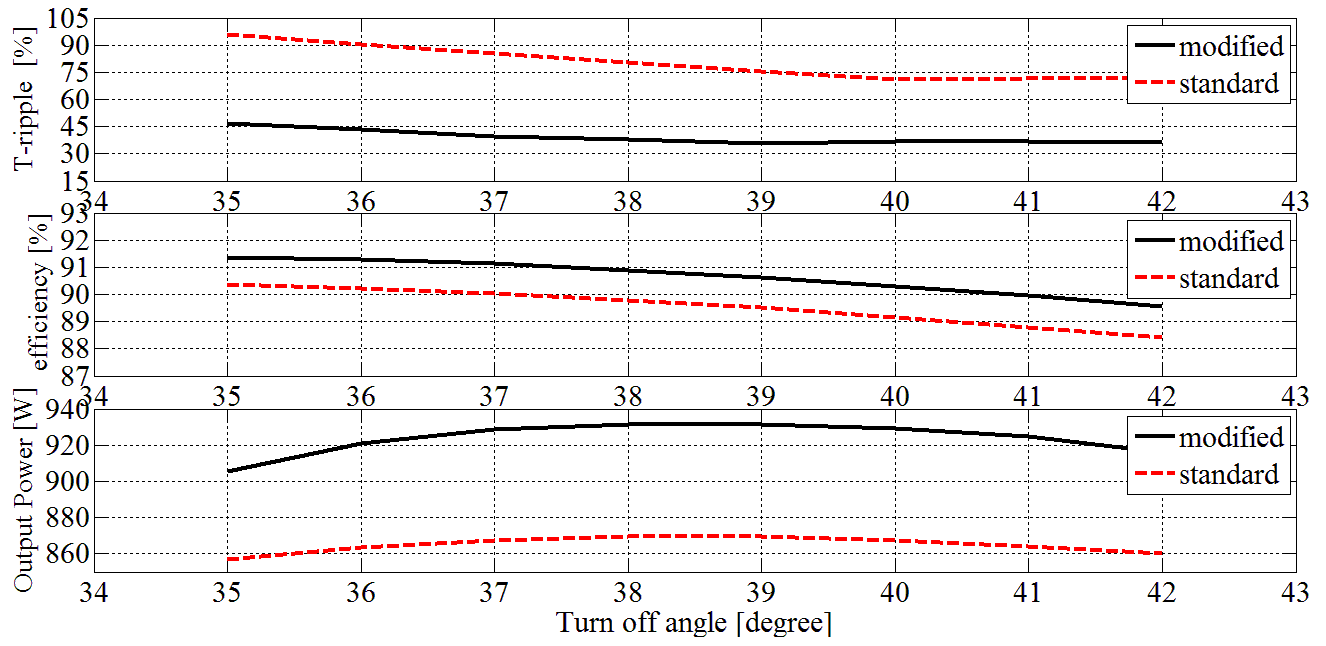 T-ripple [%]
105
90
75
60
45
30
15
modified
standard
34 35 36 37 38 39 40 41 42 43
efficiency [%]
93
92
91
90
89
88
87
modified
standard
34 35 36 37 38 39 40 41 42 43
Output Power [W]
940
920
900
880
860
modified
standard
34 35 36 37 38 39 40 41 42 43
Turn off angle [degree]